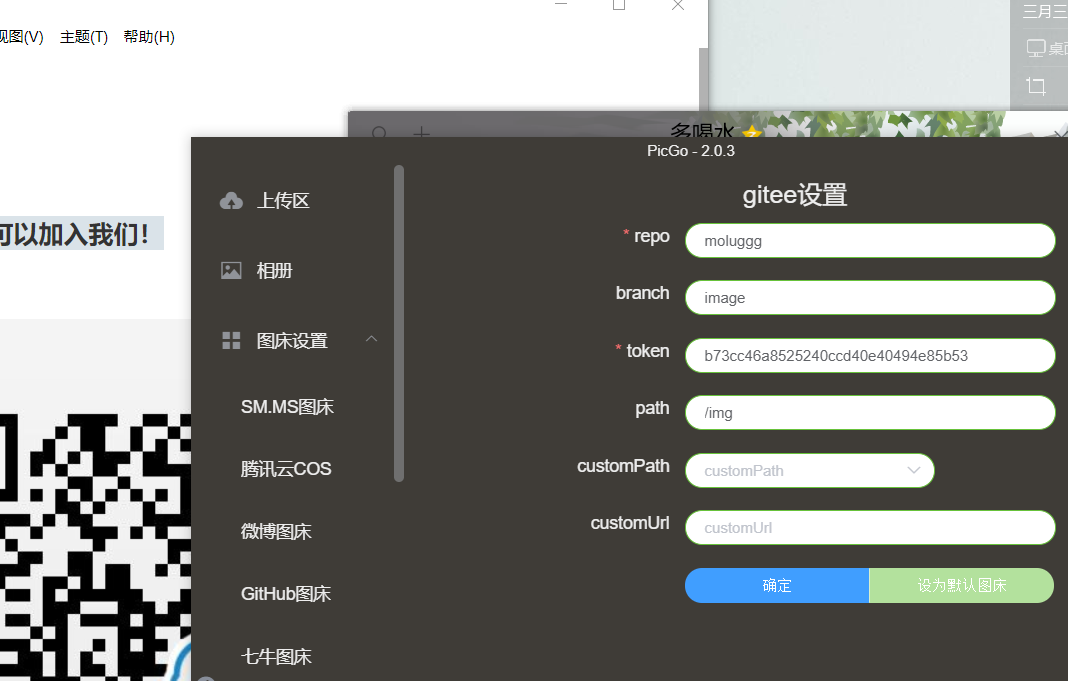 视图(V) 主题(T) 帮助(H)
三月三
桌面
可以加入我们！
多喝水
PicGo - 2.0.3
上传区
相册
图床设置
SM.MS图床
腾讯云COS
微博图床
GitHub图床
七牛图床
gitee设置
* repo moluggg
branch image
* token b73cc46a8525240ccd40e40494e85b53
path /img
customPath customPath
customUrl customUrl
确定 设为默认图床